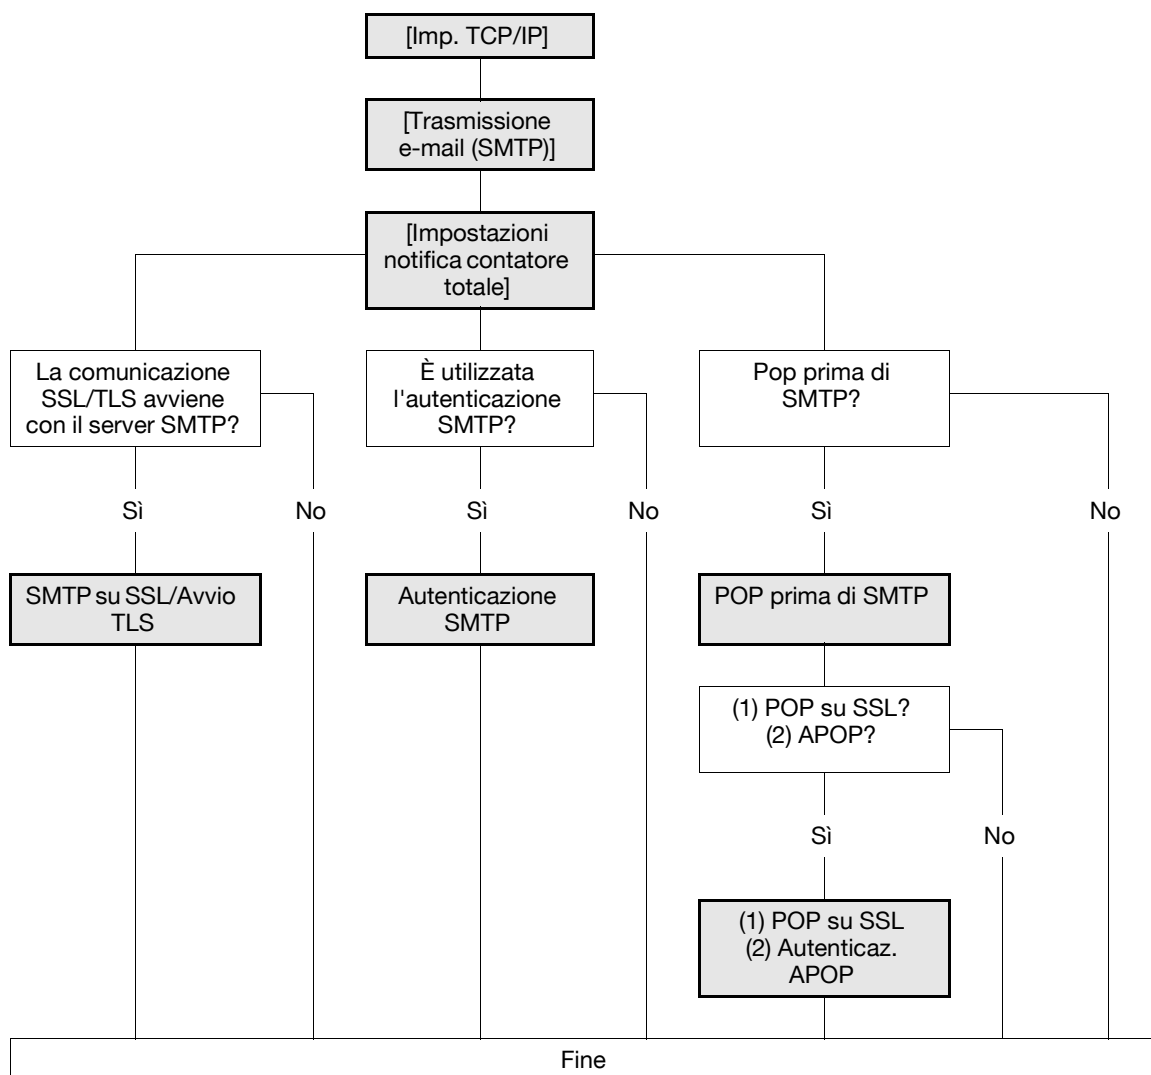 [Imp. TCP/IP]
[Trasmissione
e-mail (SMTP)]
[Impostazioni
notifica contatore
totale]
La comunicazione
SSL/TLS avviene
con il server SMTP?
È utilizzata
l'autenticazione
SMTP?
Pop prima di
SMTP?
Sì
No
Sì
No
Sì
No
SMTP su SSL/Avvio
TLS
Autenticazione
SMTP
POP prima di SMTP
(1) POP su SSL?
(2) APOP?
Sì
No
(1) POP su SSL
(2) Autenticaz.
APOP
Fine